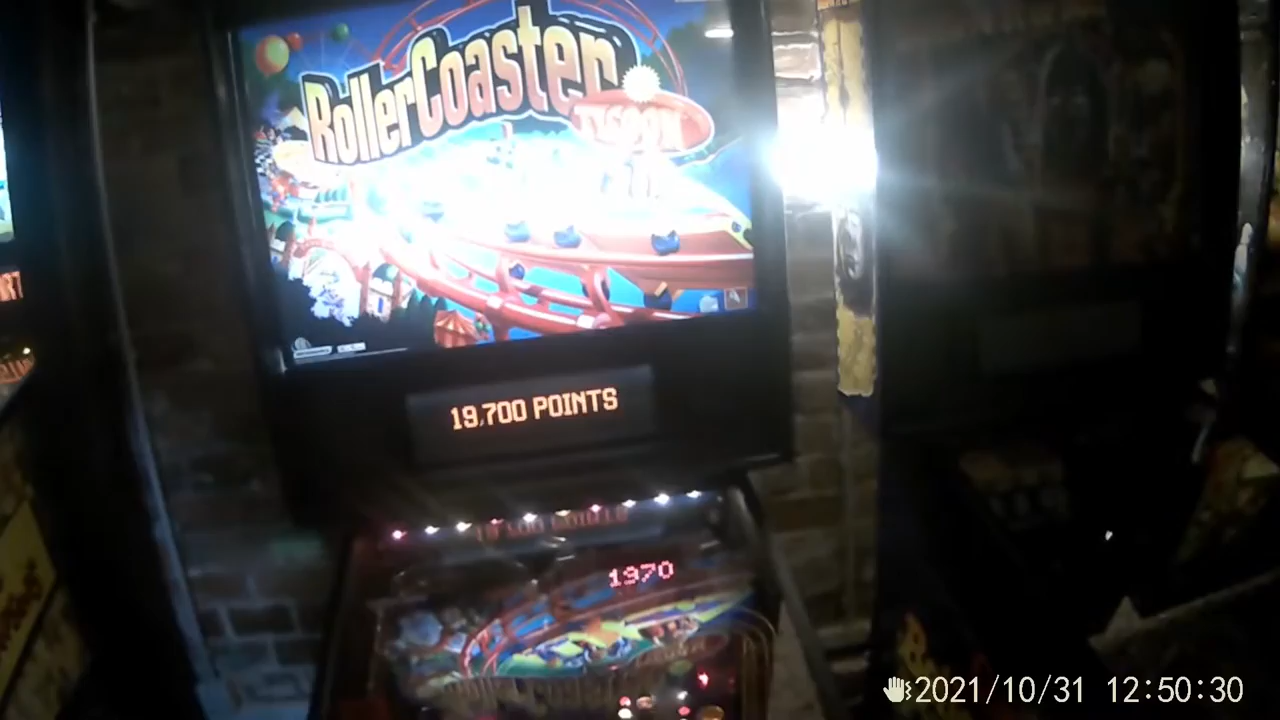 RollerCoaster
TYCOON
19,700 POINTS
1970
2021/10/31 12:50:30